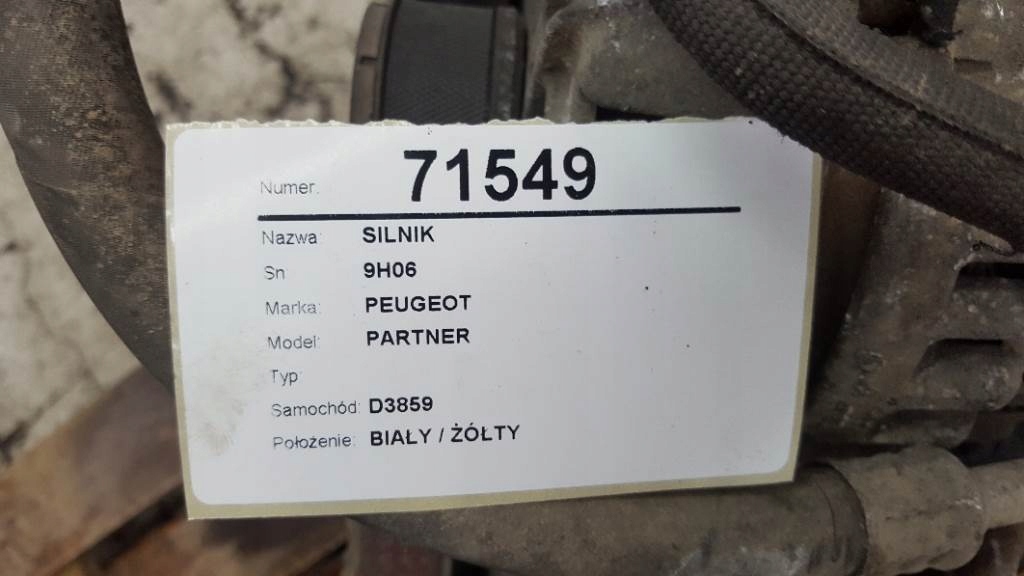 Numer: 71549
Nazwa: SILNIK
Sn 9H06
Marka: PEUGEOT
Model: PARTNER
Typ:
Samochód: D3859
Położenie: BIAŁY / ŻÓŁTY